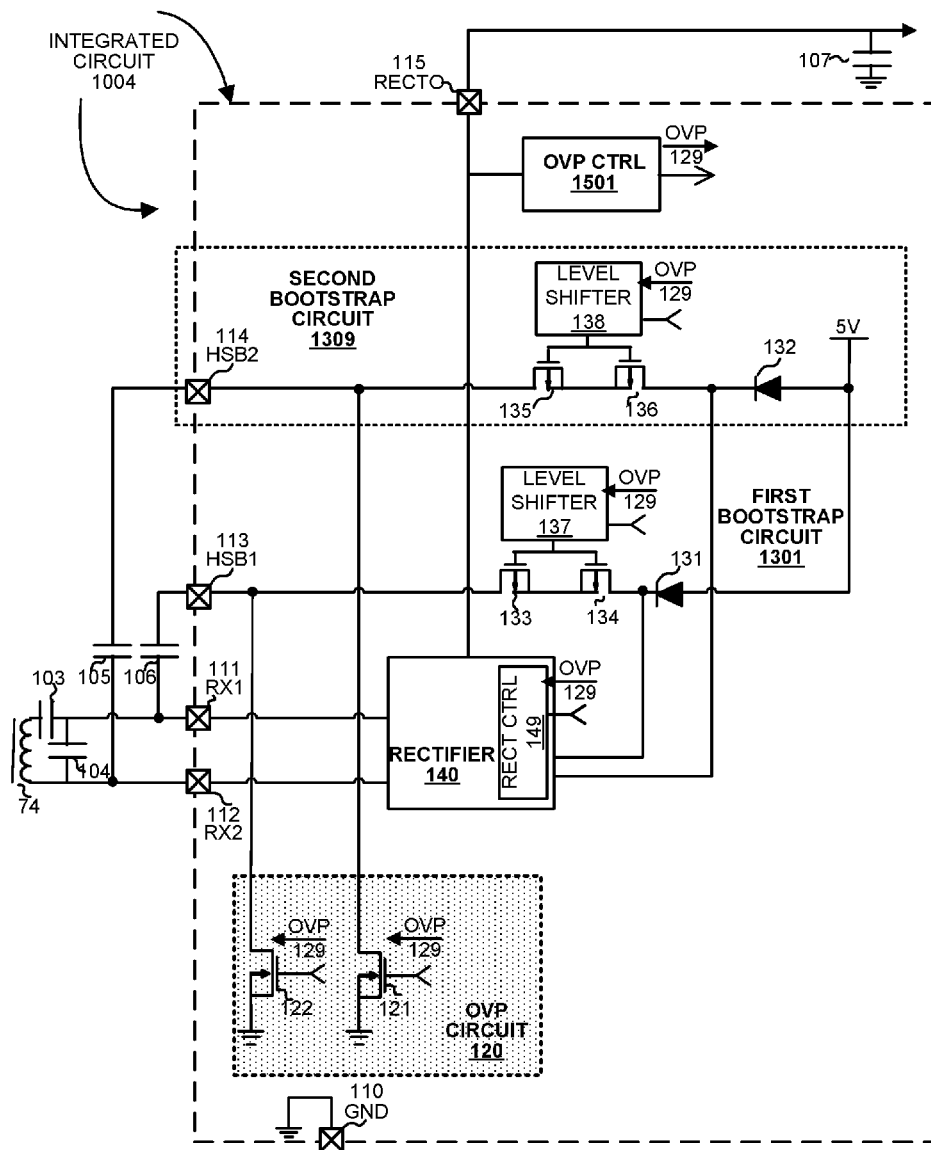 INTEGRATED
CIRCUIT
1004
115
RECTO
107
OVP CTRL
1501
OVP
129
SECOND
BOOTSTRAP
CIRCUIT
1309
LEVEL
SHIFTER
138
OVP
129
114
HSB2
5V
132
135
136
LEVEL
SHIFTER
137
OVP
129
FIRST
BOOTSTRAP
CIRCUIT
1301
113
HSB1
131
133
134
105
106
103
111
RX1
104
74
112
RX2
RECTIFIER
140
RECT CTRL
149
OVP
129
OVP
129
122
OVP
129
121
OVP
CIRCUIT
120
110
GND